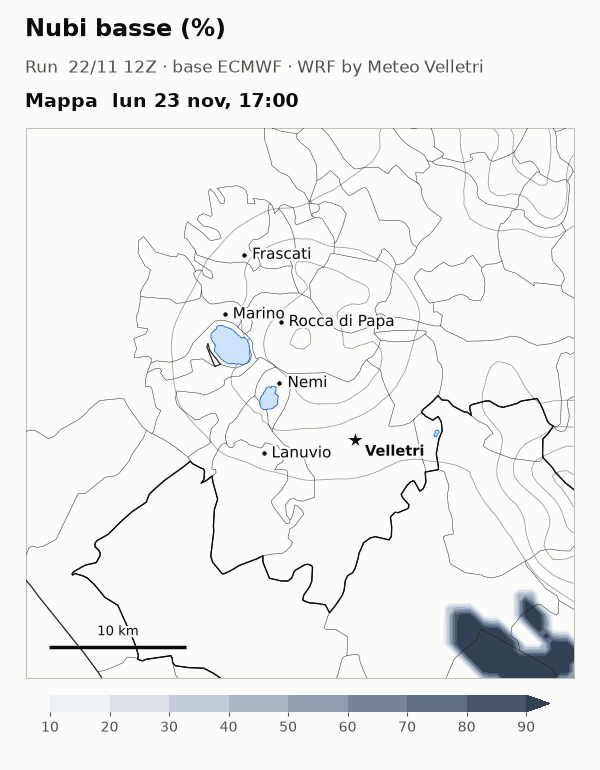 Nubi basse (%)
Run  22/11 12Z · base ECMWF · WRF by Meteo Velletri
Mappa  lun 23 nov, 17:00
Frascati
Marino
Rocca di Papa
Nemi
Lanuvio
Velletri
10 km
10 20 30 40 50 60 70 80 90